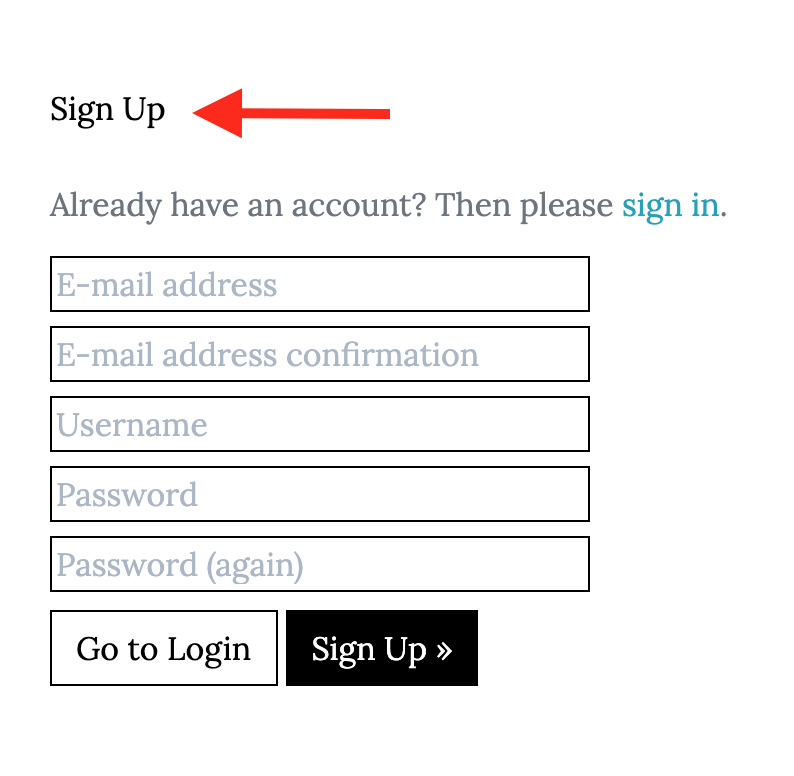 Sign Up
Already have an account? Then please sign in.
E-mail address
E-mail address confirmation
Username
Password
Password (again)
Go to Login Sign Up »